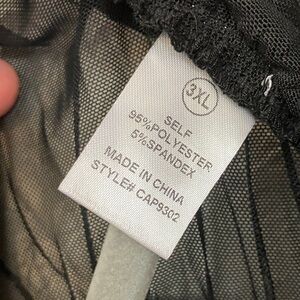 3XL
SELF
95%POLYESTER
5%SPANDEX
MADE IN CHINA
STYLE# CAP9302